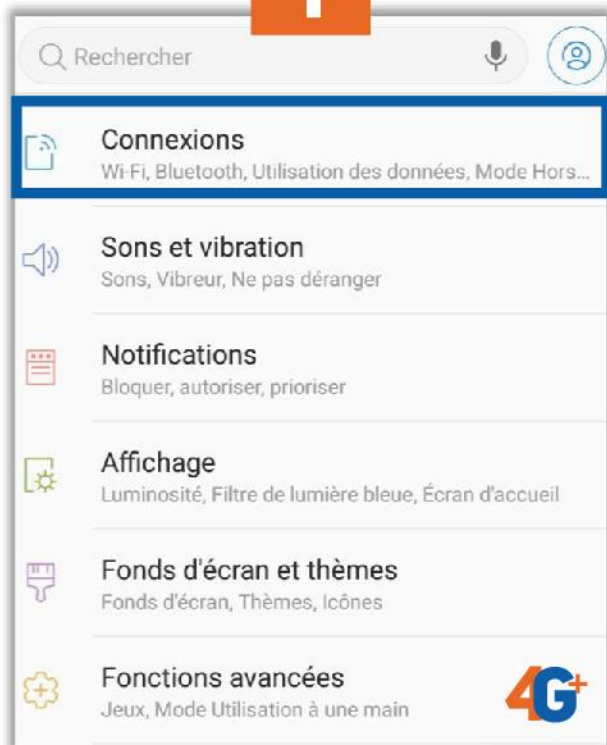 Rechercher
Connexions
Wi-Fi, Bluetooth, Utilisation des données, Mode Hors...
Sons et vibration
Sons, Vibreur, Ne pas déranger
Notifications
Bloquer, autoriser, prioriser
Affichage
Luminosité, Filtre de lumière bleue, Écran d'accueil
Fonds d'écran et thèmes
Fonds d'écran, Thèmes, Icônes
Fonctions avancées
Jeux, Mode Utilisation à une main
4G+